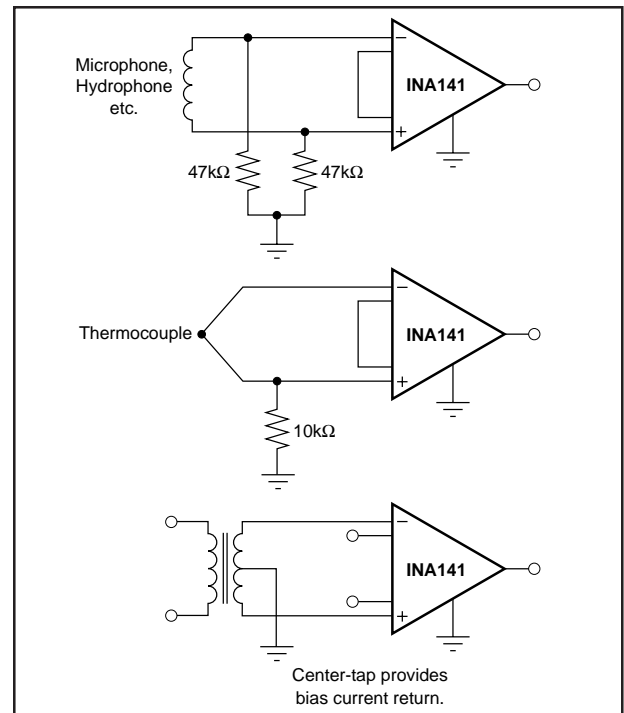 Microphone,
Hydrophone
etc.
−
INA141
+
47kΩ 47kΩ
−
Thermocouple
INA141
+
10kΩ
−
INA141
+
Center-tap provides
bias current return.